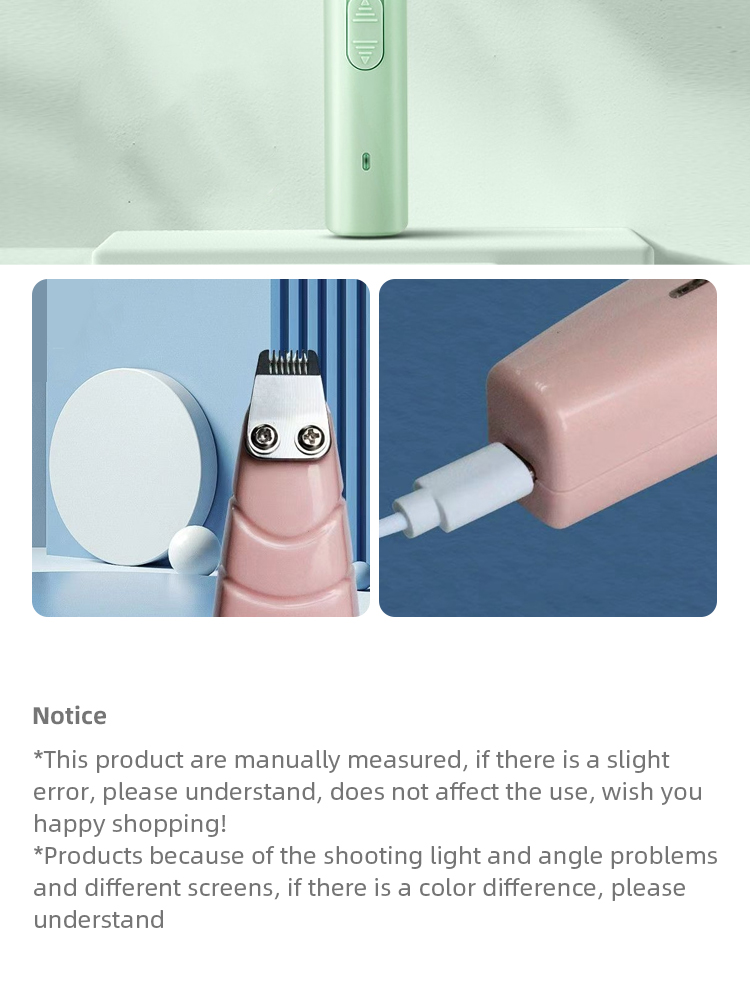 Notice
*This product are manually measured, if there is a slight
error, please understand, does not affect the use, wish you
happy shopping!
*Products because of the shooting light and angle problems
and different screens, if there is a color difference, please
understand